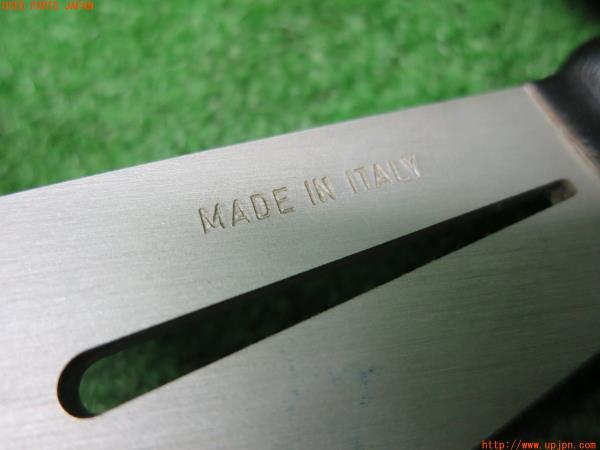 USED PARTS JAPAN
MADE IN ITALY
http://www.upjpn.com/